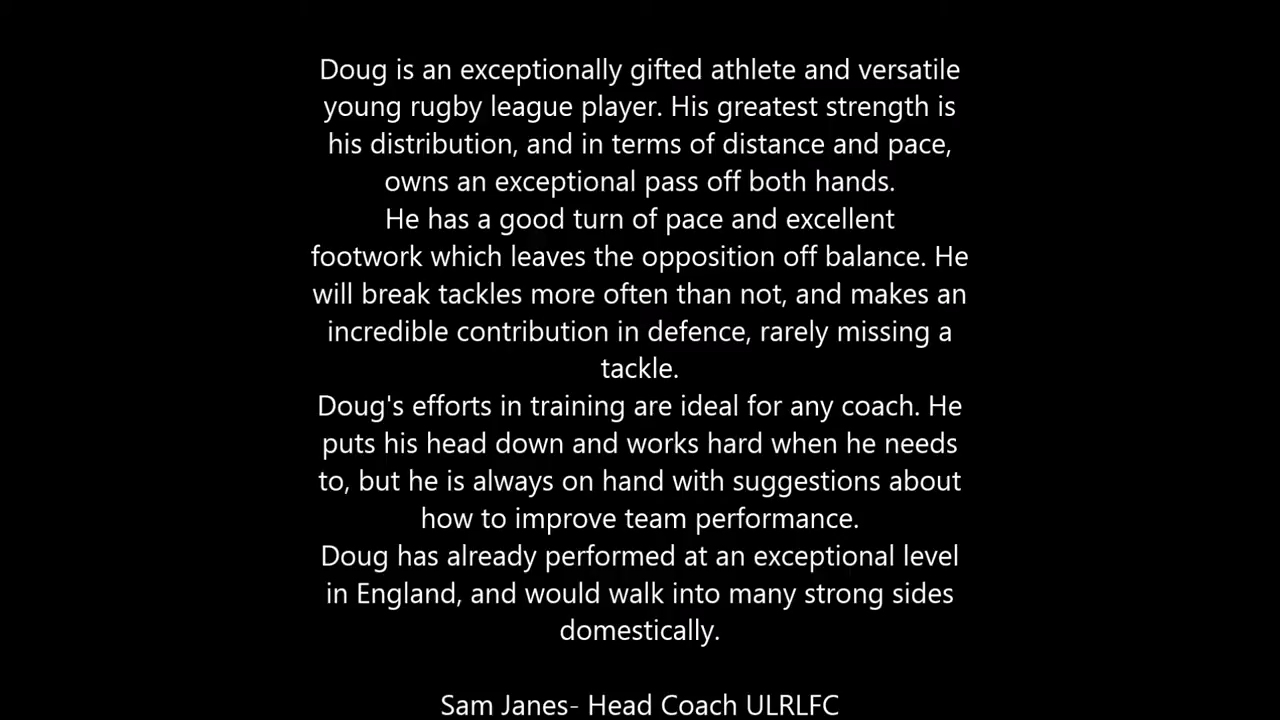 Doug is an exceptionally gifted athlete and versatile
young rugby league player. His greatest strength is
his distribution, and in terms of distance and pace,
owns an exceptional pass off both hands.
He has a good turn of pace and excellent
footwork which leaves the opposition off balance. He
will break tackles more often than not, and makes an
incredible contribution in defence, rarely missing a
tackle.
Doug's efforts in training are ideal for any coach. He
puts his head down and works hard when he needs
to, but he is always on hand with suggestions about
how to improve team performance.
Doug has already performed at an exceptional level
in England, and would walk into many strong sides
domestically.
Sam Janes- Head Coach ULRLFC